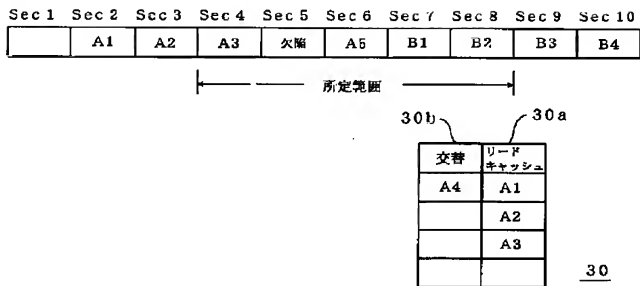 Sec 1 Sec 2 Sec 3 Sec 4 Sec 5 Sec 6 Sec 7 Sec 8 Sec 9 Sec 10
A1 A2 A3 欠陥 A5 B1 B2 B3 B4
所定範囲
30b 30a
交替 リードキャッシュ
A4 A1
A2
A3
30